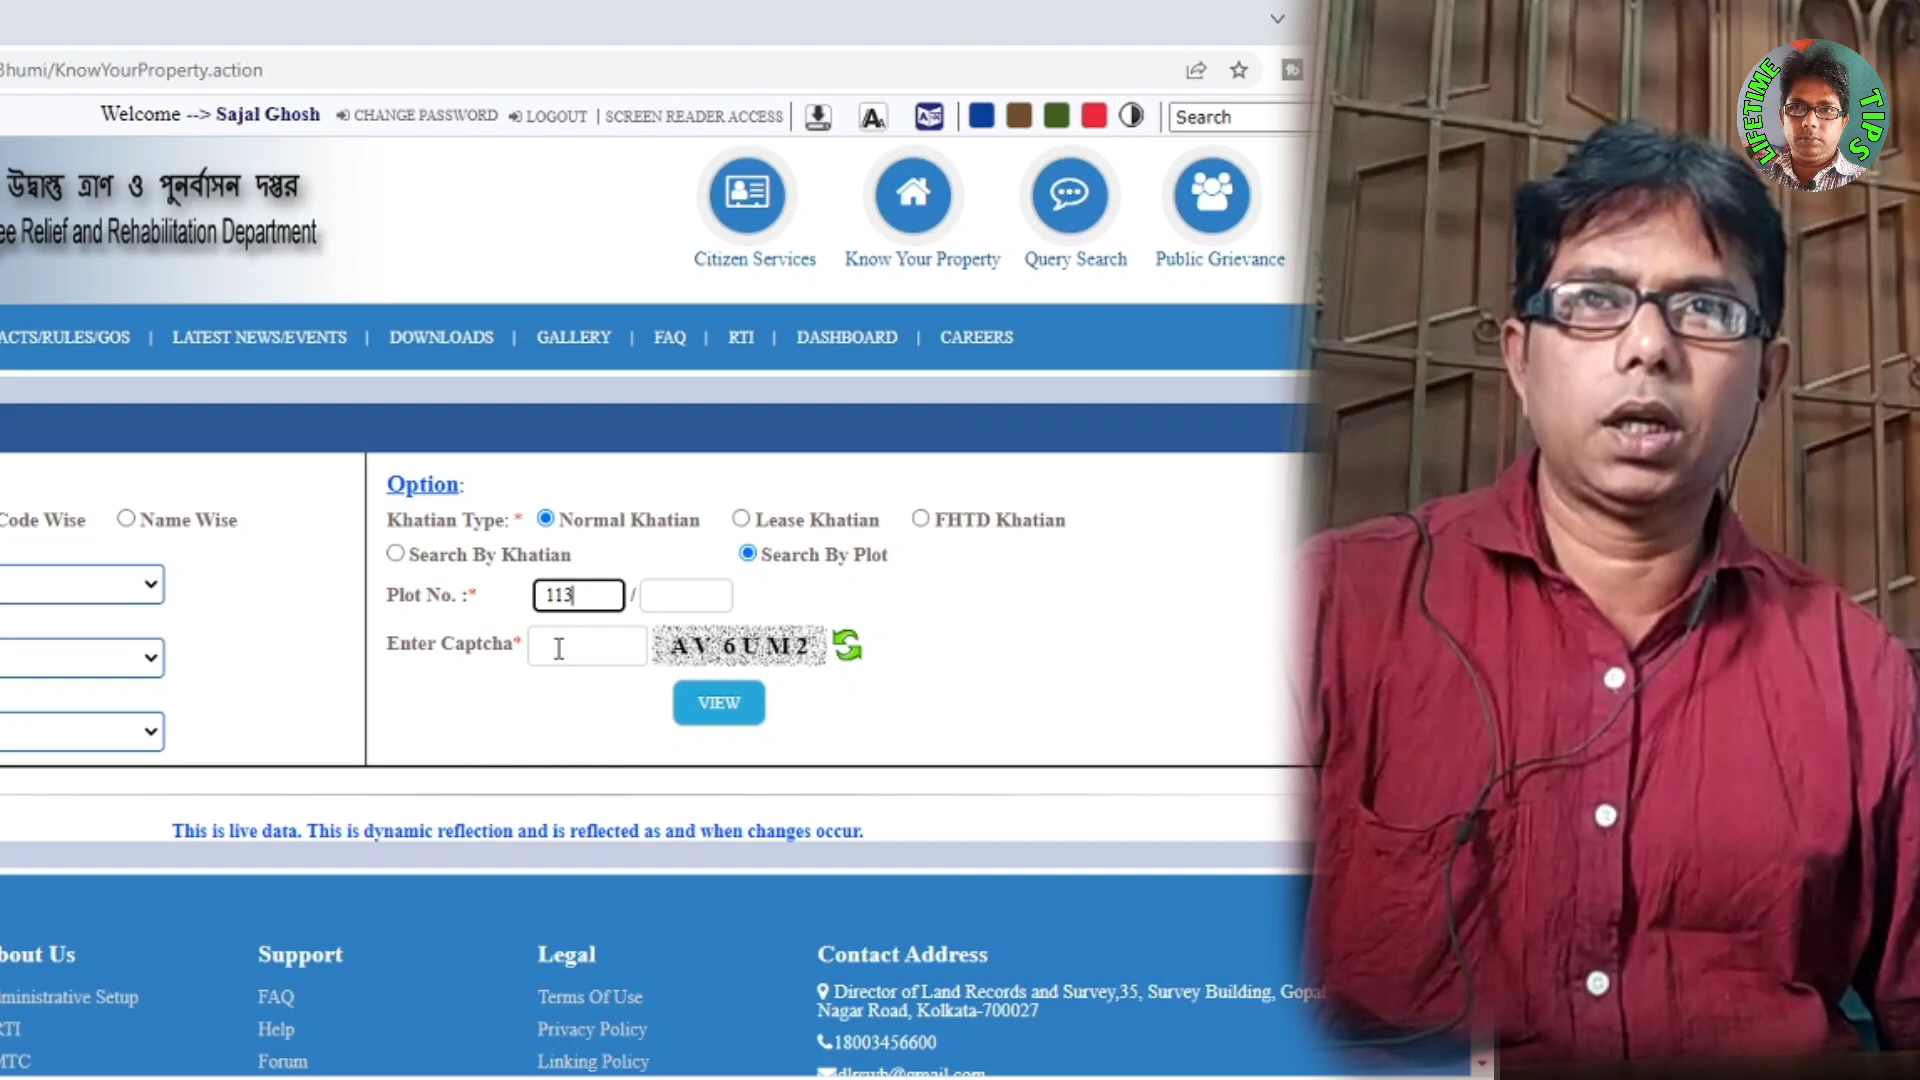 Bhumi/KnowYourProperty.action
Welcome --> Sajal Ghosh CHANGE PASSWORD LOGOUT | SCREEN READER ACCESS | Search
LIFETIME TIPS
উদ্বাস্তু ত্রাণ ও পুনর্বাসন দপ্তর
ee Relief and Rehabilitation Department
Citizen Services Know Your Property Query Search Public Grievance
ACTS/RULES/GOS | LATEST NEWS/EVENTS | DOWNLOADS | GALLERY | FAQ | RTI | DASHBOARD | CAREERS
Option:
Code Wise Name Wise Khatian Type: * Normal Khatian Lease Khatian FHTD Khatian
Search By Khatian Search By Plot
Plot No. :* 113 /
Enter Captcha* AV6UM2
VIEW
This is live data. This is dynamic reflection and is reflected as and when changes occur.
bout Us Support Legal Contact Address
ministrative Setup FAQ Terms Of Use Director of Land Records and Survey,35, Survey Building, Gopal
Nagar Road, Kolkata-700027
RTI Help Privacy Policy 18003456600
MTC Forum Linking Policy